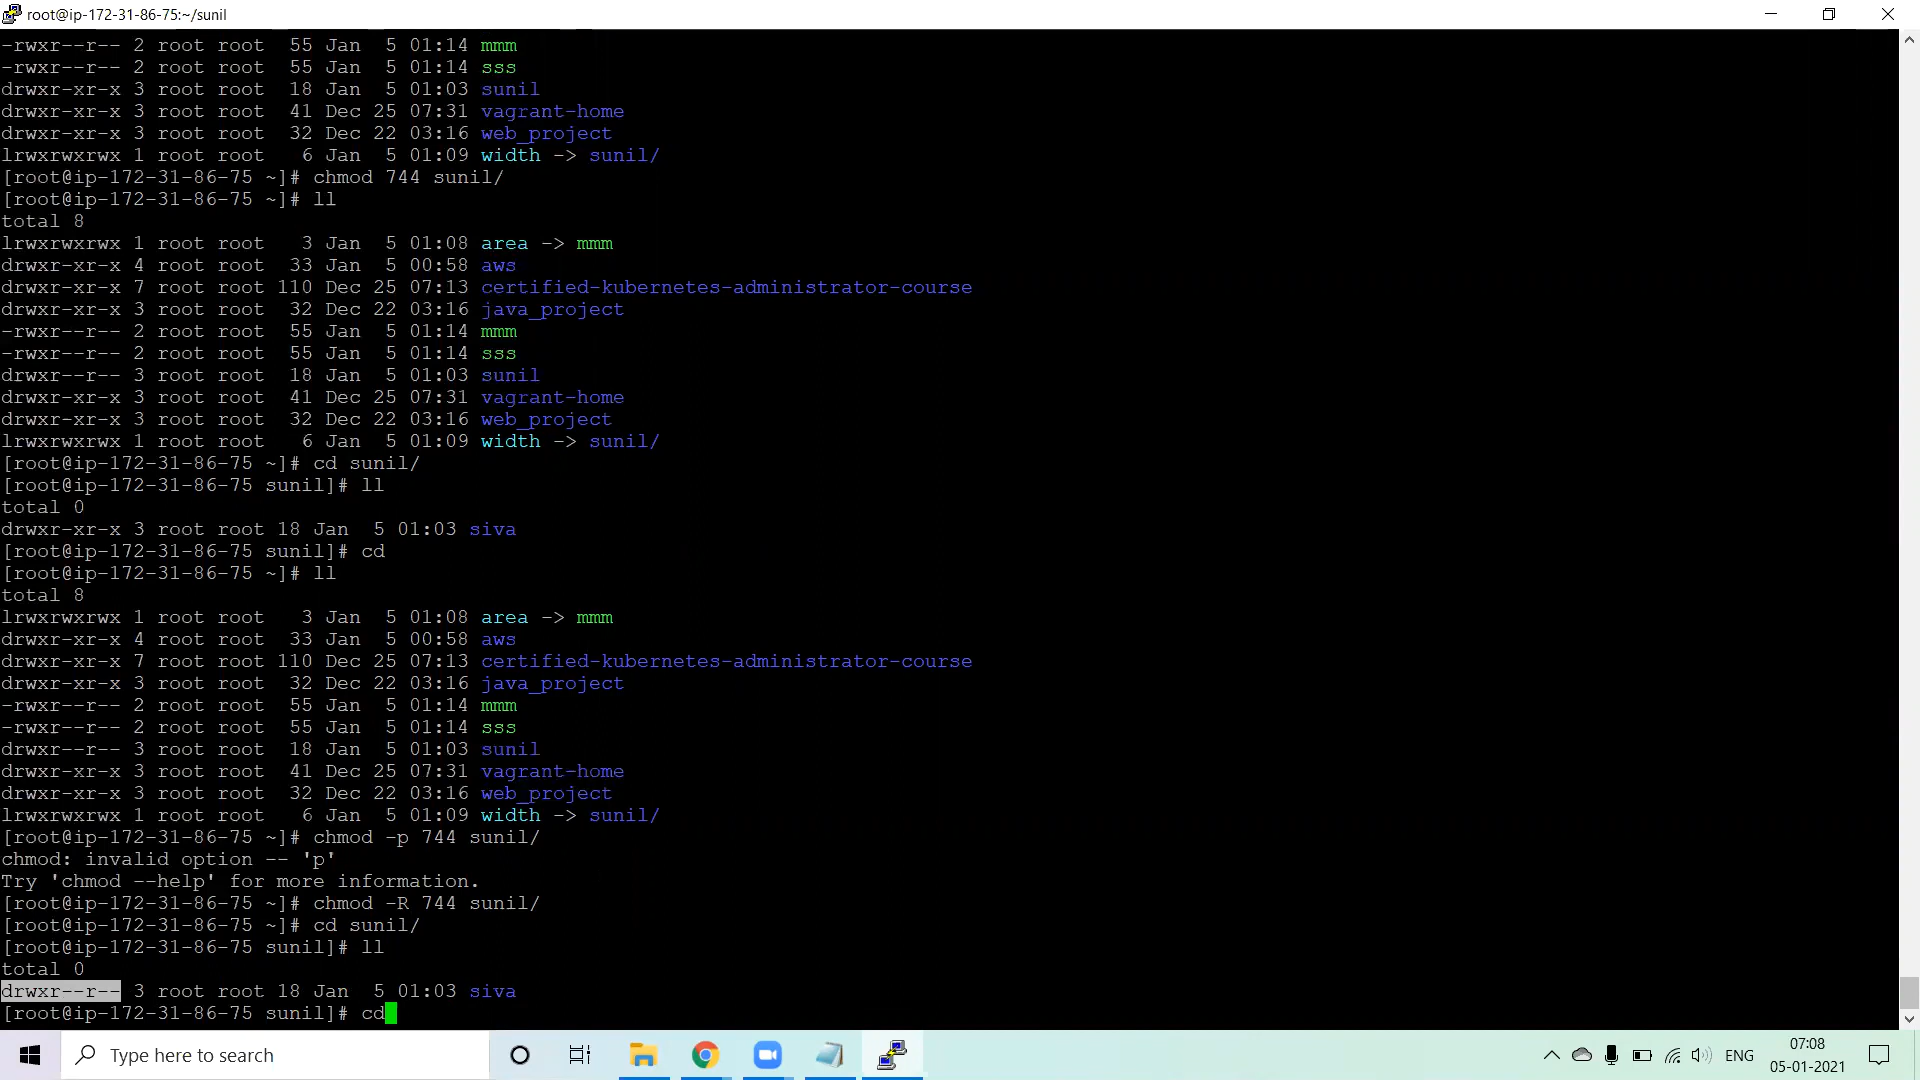 root@ip-172-31-86-75:~/sunil
-rwxr--r-- 2 root root  55 Jan  5 01:14 mmm
-rwxr--r-- 2 root root  55 Jan  5 01:14 sss
drwxr-xr-x 3 root root  18 Jan  5 01:03 sunil
drwxr-xr-x 3 root root  41 Dec 25 07:31 vagrant-home
drwxr-xr-x 3 root root  32 Dec 22 03:16 web_project
lrwxrwxrwx 1 root root   6 Jan  5 01:09 width -> sunil/
[root@ip-172-31-86-75 ~]# chmod 744 sunil/
[root@ip-172-31-86-75 ~]# ll
total 8
lrwxrwxrwx 1 root root   3 Jan  5 01:08 area -> mmm
drwxr-xr-x 4 root root  33 Jan  5 00:58 aws
drwxr-xr-x 7 root root 110 Dec 25 07:13 certified-kubernetes-administrator-course
drwxr-xr-x 3 root root  32 Dec 22 03:16 java_project
-rwxr--r-- 2 root root  55 Jan  5 01:14 mmm
-rwxr--r-- 2 root root  55 Jan  5 01:14 sss
drwxr--r-- 3 root root  18 Jan  5 01:03 sunil
drwxr-xr-x 3 root root  41 Dec 25 07:31 vagrant-home
drwxr-xr-x 3 root root  32 Dec 22 03:16 web_project
lrwxrwxrwx 1 root root   6 Jan  5 01:09 width -> sunil/
[root@ip-172-31-86-75 ~]# cd sunil/
[root@ip-172-31-86-75 sunil]# ll
total 0
drwxr-xr-x 3 root root 18 Jan  5 01:03 siva
[root@ip-172-31-86-75 sunil]# cd
[root@ip-172-31-86-75 ~]# ll
total 8
lrwxrwxrwx 1 root root   3 Jan  5 01:08 area -> mmm
drwxr-xr-x 4 root root  33 Jan  5 00:58 aws
drwxr-xr-x 7 root root 110 Dec 25 07:13 certified-kubernetes-administrator-course
drwxr-xr-x 3 root root  32 Dec 22 03:16 java_project
-rwxr--r-- 2 root root  55 Jan  5 01:14 mmm
-rwxr--r-- 2 root root  55 Jan  5 01:14 sss
drwxr--r-- 3 root root  18 Jan  5 01:03 sunil
drwxr-xr-x 3 root root  41 Dec 25 07:31 vagrant-home
drwxr-xr-x 3 root root  32 Dec 22 03:16 web_project
lrwxrwxrwx 1 root root   6 Jan  5 01:09 width -> sunil/
[root@ip-172-31-86-75 ~]# chmod -p 744 sunil/
chmod: invalid option -- 'p'
Try 'chmod --help' for more information.
[root@ip-172-31-86-75 ~]# chmod -R 744 sunil/
[root@ip-172-31-86-75 ~]# cd sunil/
[root@ip-172-31-86-75 sunil]# ll
total 0
drwxr--r-- 3 root root 18 Jan  5 01:03 siva
[root@ip-172-31-86-75 sunil]# cd
Type here to search
ENG
07:08
05-01-2021